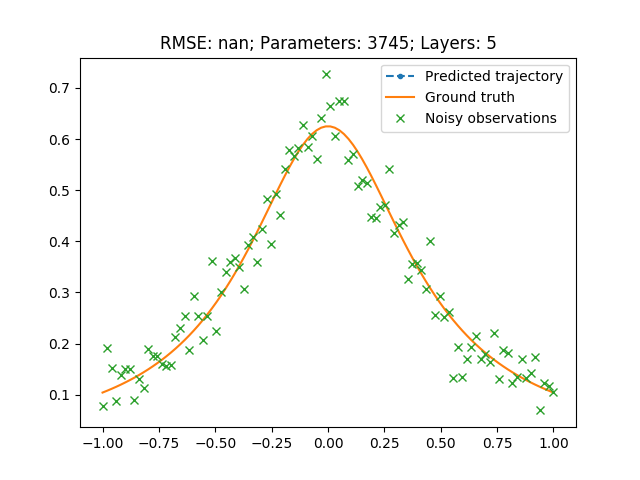 RMSE: nan; Parameters: 3745; Layers: 5
Predicted trajectory
Ground truth
Noisy observations
0.7
0.6
0.5
0.4
0.3
0.2
0.1
−1.00 −0.75 −0.50 −0.25 0.00 0.25 0.50 0.75 1.00